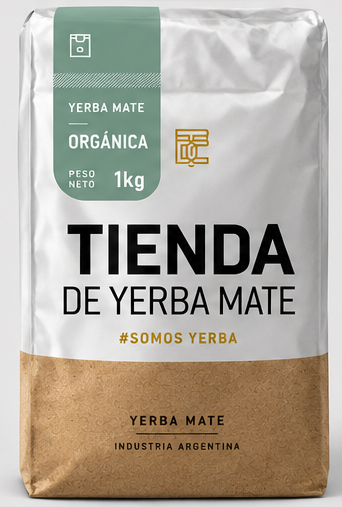 YERBA MATE
ORGÁNICA
PESO NETO 1kg
TIENDA
DE YERBA MATE
#SOMOS YERBA
YERBA MATE
INDUSTRIA ARGENTINA